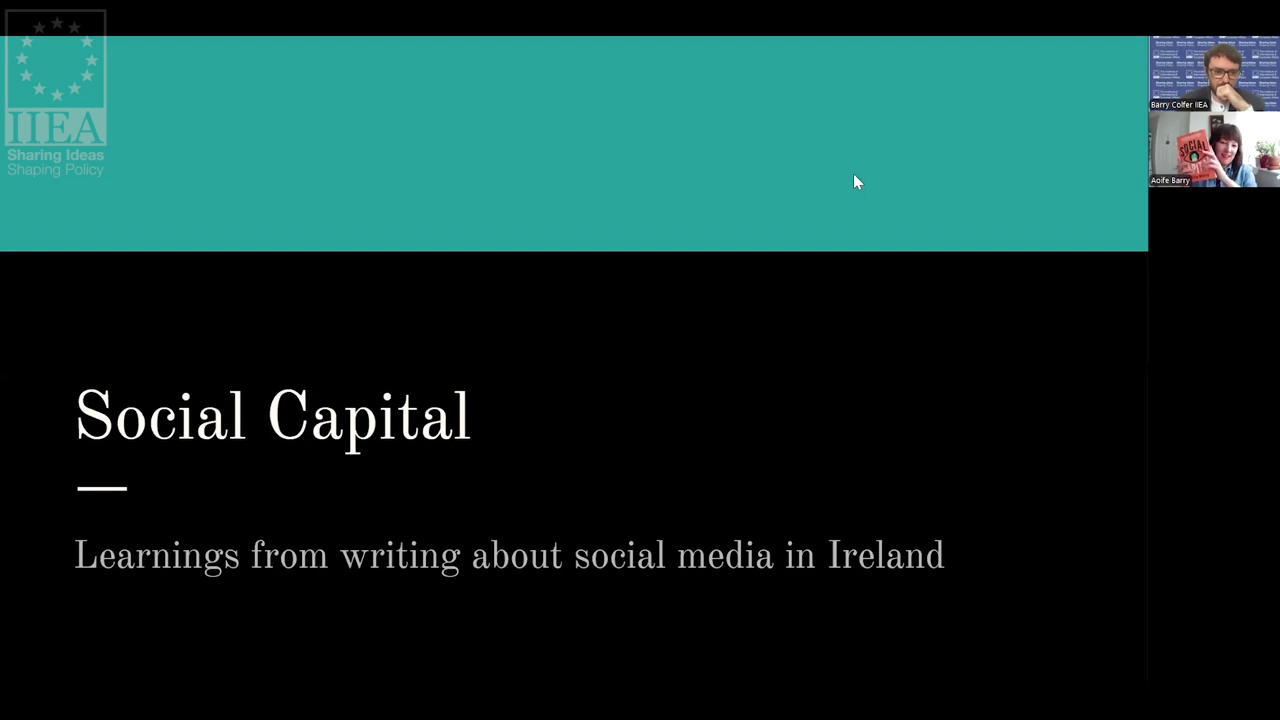 IIEA
Sharing Ideas
Shaping Policy
Social Capital
Learnings from writing about social media in Ireland
Barry Colfer IIEA
SOCIAL
Aoife Barry